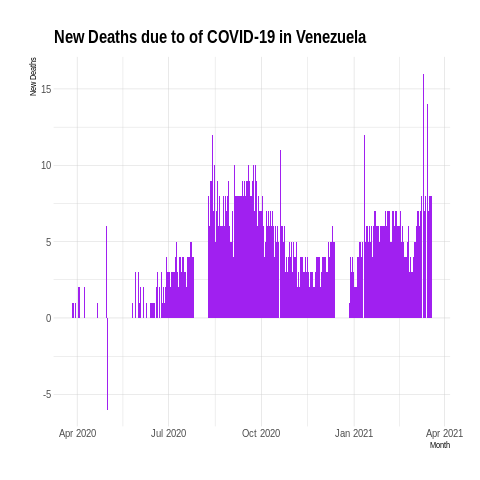 New Deaths due to of COVID-19 in Venezuela
New Deaths
15
10
5
0
-5
Apr 2020
Jul 2020
Oct 2020
Jan 2021
Apr 2021
Month